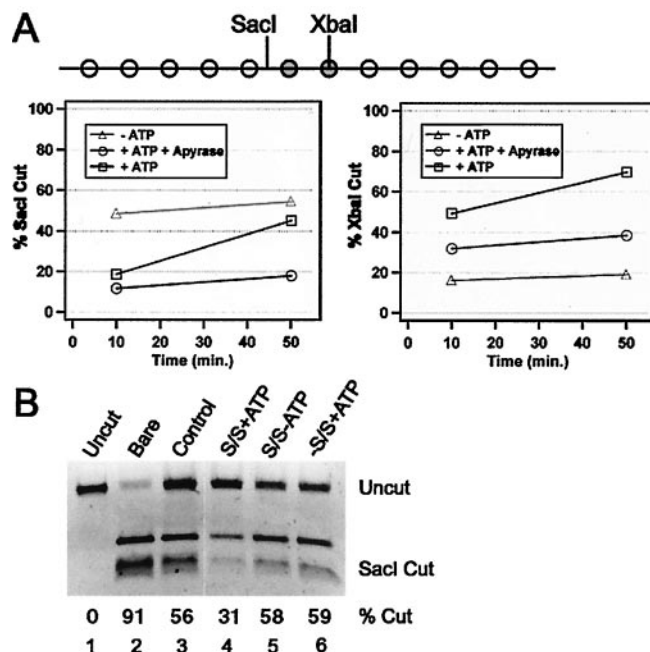 A
SacI XbaI
100
80
60
40
20
0
% SacI Cut
- ATP
+ ATP + Apyrase
+ ATP
0 10 20 30 40 50
Time (min.)
100
80
60
40
20
0
% XbaI Cut
- ATP
+ ATP + Apyrase
+ ATP
0 10 20 30 40 50
Time (min.)
B
Uncut
Bare
Control
S/S+ATP
S/S-ATP
-S/S+ATP
Uncut
SacI Cut
0 91 56 31 58 59 % Cut
1 2 3 4 5 6